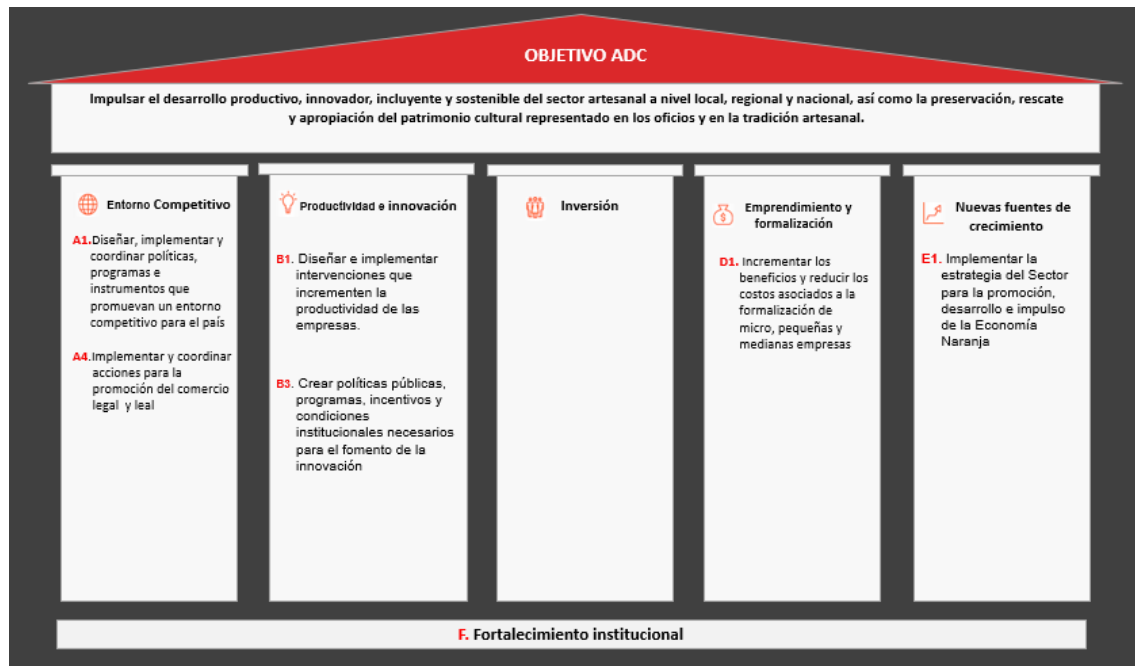 OBJETIVO ADC
Impulsar el desarrollo productivo, innovador, incluyente y sostenible del sector artesanal a nivel local, regional y nacional, así como la preservación, rescate
y apropiación del patrimonio cultural representado en los oficios y en la tradición artesanal.
Entorno Competitivo
A1.Diseñar, implementar y
coordinar políticas,
programas e
instrumentos que
promuevan un entorno
competitivo para el país
A4.Implementar y coordinar
acciones para la
promoción del comercio
legal y leal
Productividad e innovación
B1. Diseñar e implementar
intervenciones que
incrementen la
productividad de las
empresas.
B3. Crear políticas públicas,
programas, incentivos y
condiciones
institucionales necesarios
para el fomento de la
innovación
Inversión
Emprendimiento y
formalización
D1. Incrementar los
beneficios y reducir los
costos asociados a la
formalización de
micro, pequeñas y
medianas empresas
Nuevas fuentes de
crecimiento
E1. Implementar la
estrategia del Sector
para la promoción,
desarrollo e impulso
de la Economía
Naranja
F. Fortalecimiento institucional